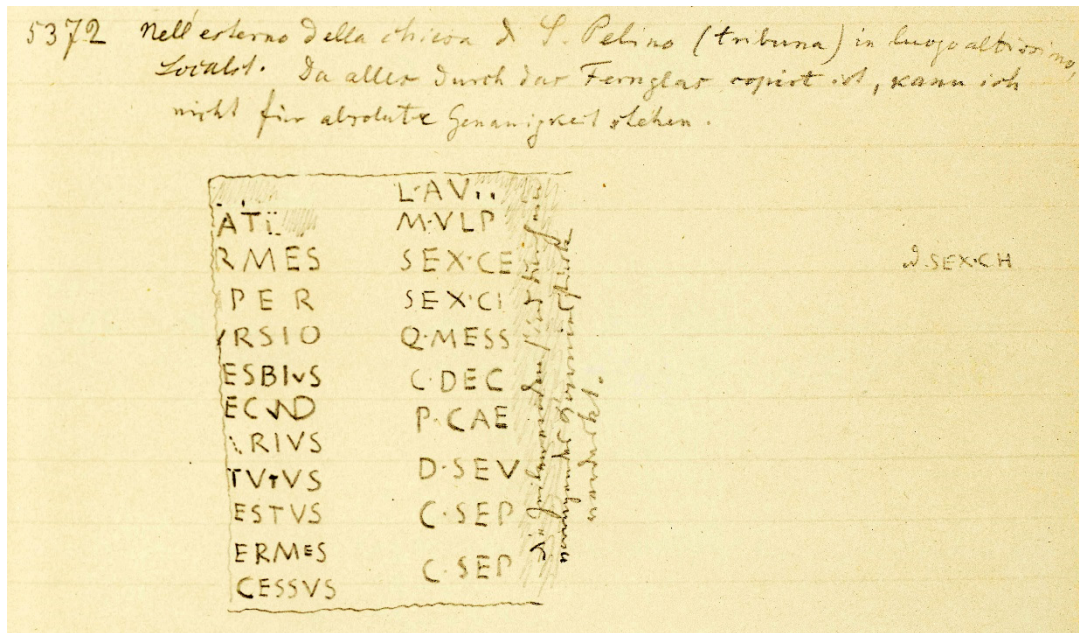 5372 Nell'esterno della chiesa di S. Pelino (tribuna) in luogo altissimo,
Localst. Da alles durch das Fernglas copirt ist, kann ich
nicht für absolute Genauigkeit stehen.
L·AV
ATI M·VLP
RMES SEX·CE
PER SEX·CI
RSIO Q·MESS
ESBIVS C·DEC
ECVND P·CAE
RIVS
TVTVS D·SEV
ESTVS C·SEP
ERMES C·SEP
CESSVS
SEX·CH